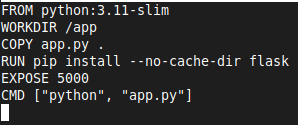 FROM python:3.11-slim
WORKDIR /app
COPY app.py .
RUN pip install --no-cache-dir flask
EXPOSE 5000
CMD ["python", "app.py"]